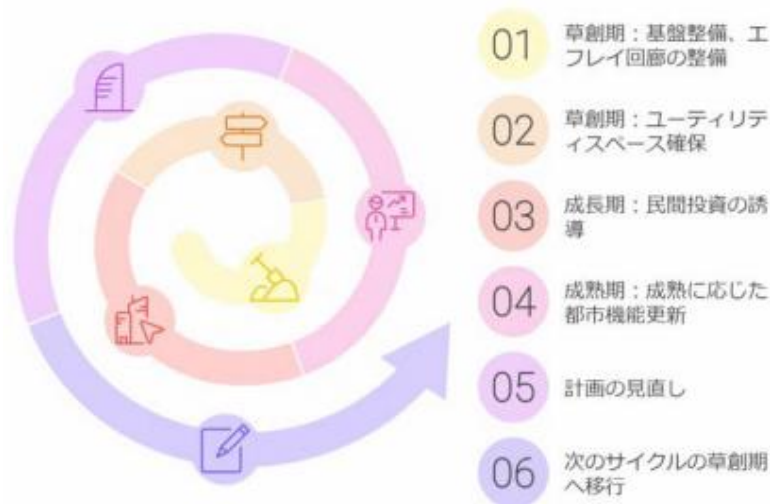 01
草創期：基盤整備、エ
フレイ回廊の整備
02
草創期：ユーティリテ
ィスペース確保
03
成長期：民間投資の誘
導
04
成熟期：成熟に応じた
都市機能更新
05
計画の見直し
06
次のサイクルの草創期
へ移行